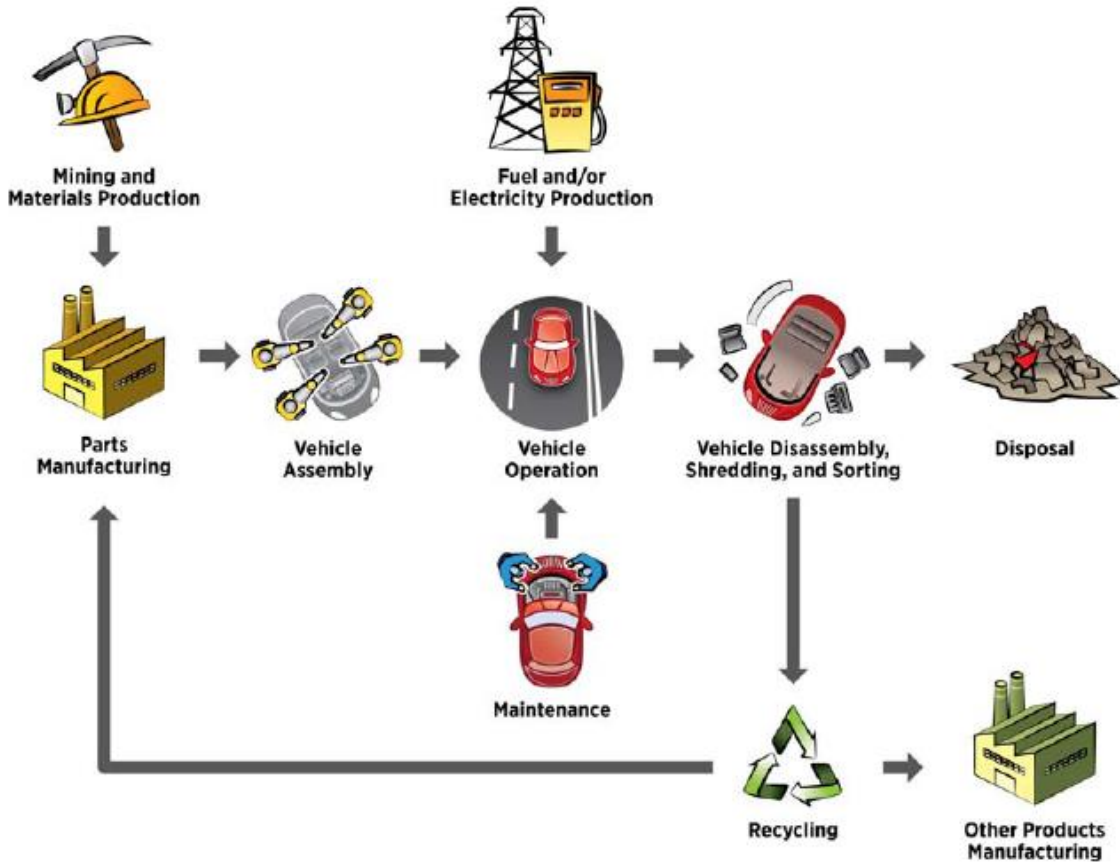 Mining and
Materials Production
Fuel and/or
Electricity Production
Parts
Manufacturing
Vehicle
Assembly
Vehicle
Operation
Vehicle Disassembly,
Shredding, and Sorting
Disposal
Maintenance
Recycling
Other Products
Manufacturing